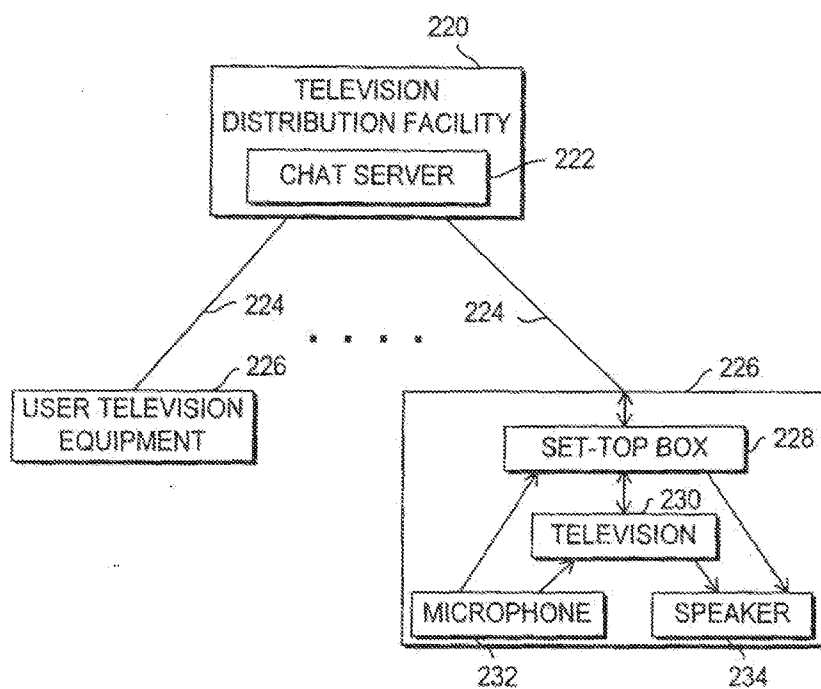 220
TELEVISION
DISTRIBUTION FACILITY
CHAT SERVER
222
224
224
226
226
USER TELEVISION
EQUIPMENT
SET-TOP BOX
228
230
TELEVISION
MICROPHONE
SPEAKER
232
234